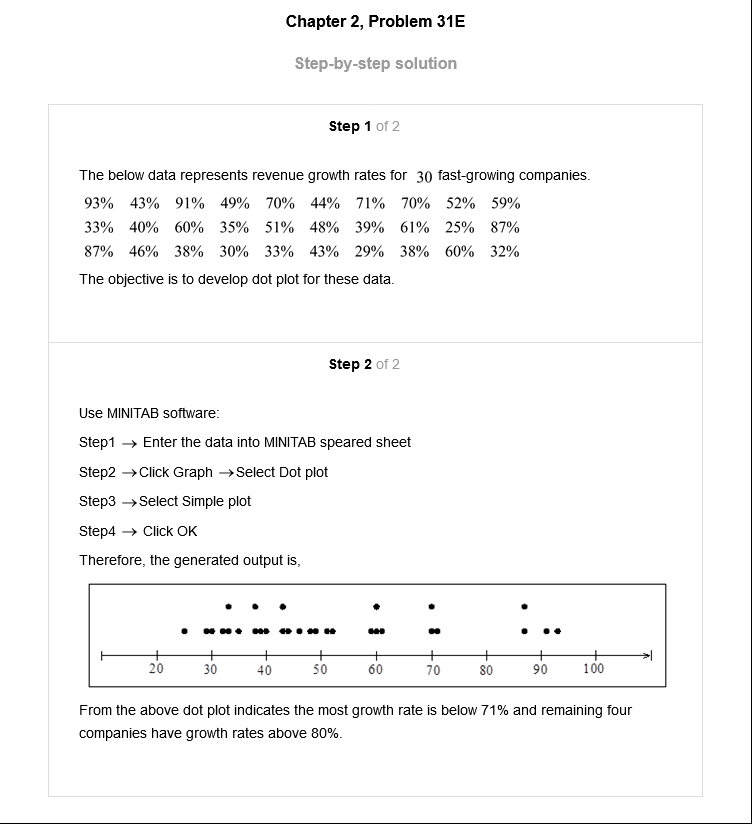 Chapter 2, Problem 31E
Step-by-step solution
Step 1 of 2
The below data represents revenue growth rates for 30 fast-growing companies.
93% 43% 91% 49% 70% 44% 71% 70% 52% 59%
33% 40% 60% 35% 51% 48% 39% 61% 25% 87%
87% 46% 38% 30% 33% 43% 29% 38% 60% 32%
The objective is to develop dot plot for these data.
Step 2 of 2
Use MINITAB software:
Step1 → Enter the data into MINITAB speared sheet
Step2 →Click Graph →Select Dot plot
Step3 →Select Simple plot
Step4 → Click OK
Therefore, the generated output is,
20 30 40 50 60 70 80 90 100
From the above dot plot indicates the most growth rate is below 71% and remaining four
companies have growth rates above 80%.